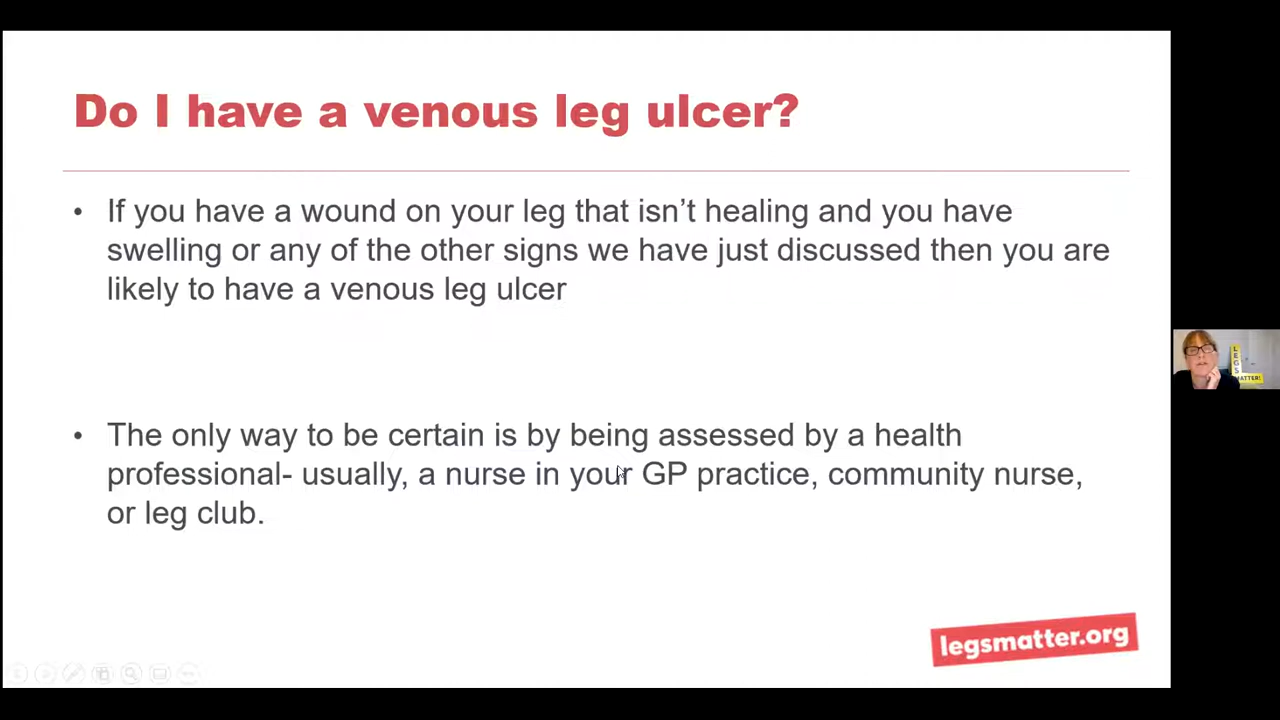 Do I have a venous leg ulcer?
• If you have a wound on your leg that isn’t healing and you have
swelling or any of the other signs we have just discussed then you are
likely to have a venous leg ulcer
• The only way to be certain is by being assessed by a health
professional- usually, a nurse in your GP practice, community nurse,
or leg club.
legsmatter.org
LEGS
MATTER!